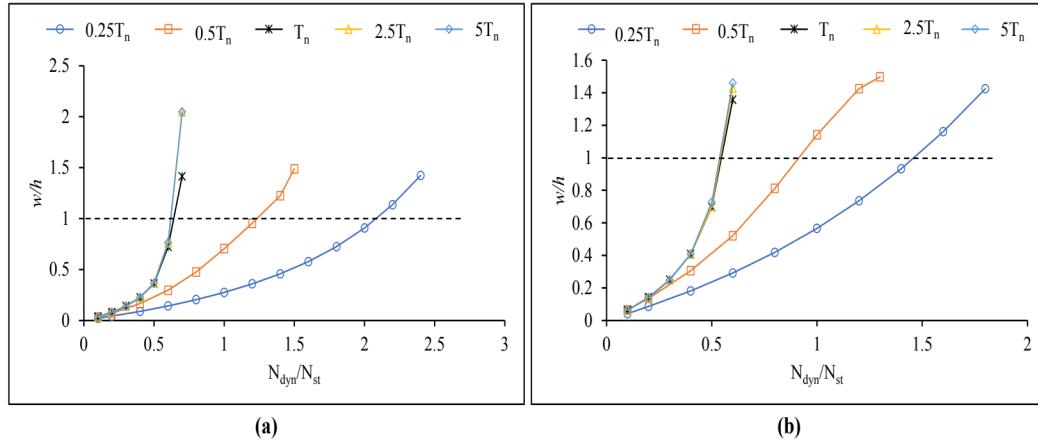 0.25Tn 0.5Tn Tn 2.5Tn 5Tn
w/h
2.5
2
1.5
1
0.5
0
0 0.5 1 1.5 2 2.5 3
Ndyn/Nst
(a)
0.25Tn 0.5Tn Tn 2.5Tn 5Tn
w/h
1.6
1.4
1.2
1
0.8
0.6
0.4
0.2
0
0 0.5 1 1.5 2
Ndyn/Nst
(b)